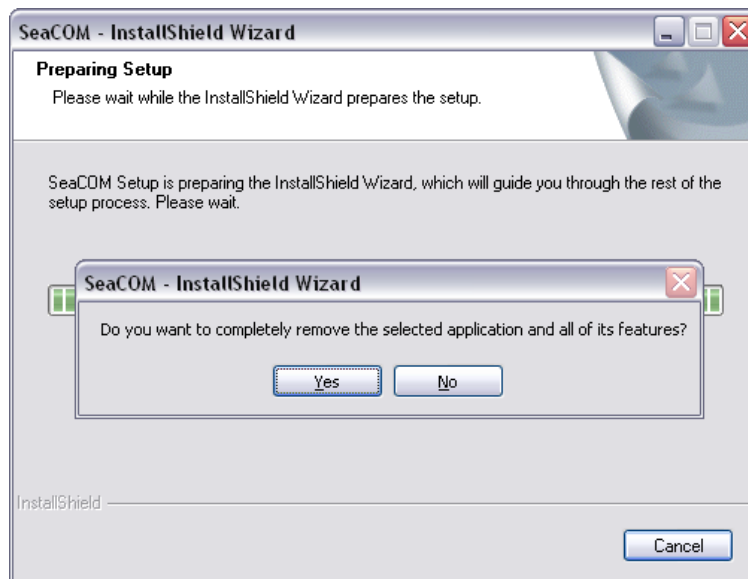 SeaCOM - InstallShield Wizard
Preparing Setup
Please wait while the InstallShield Wizard prepares the setup.
SeaCOM Setup is preparing the InstallShield Wizard, which will guide you through the rest of the
setup process. Please wait.
SeaCOM - InstallShield Wizard
Do you want to completely remove the selected application and all of its features?
Yes
No
InstallShield
Cancel